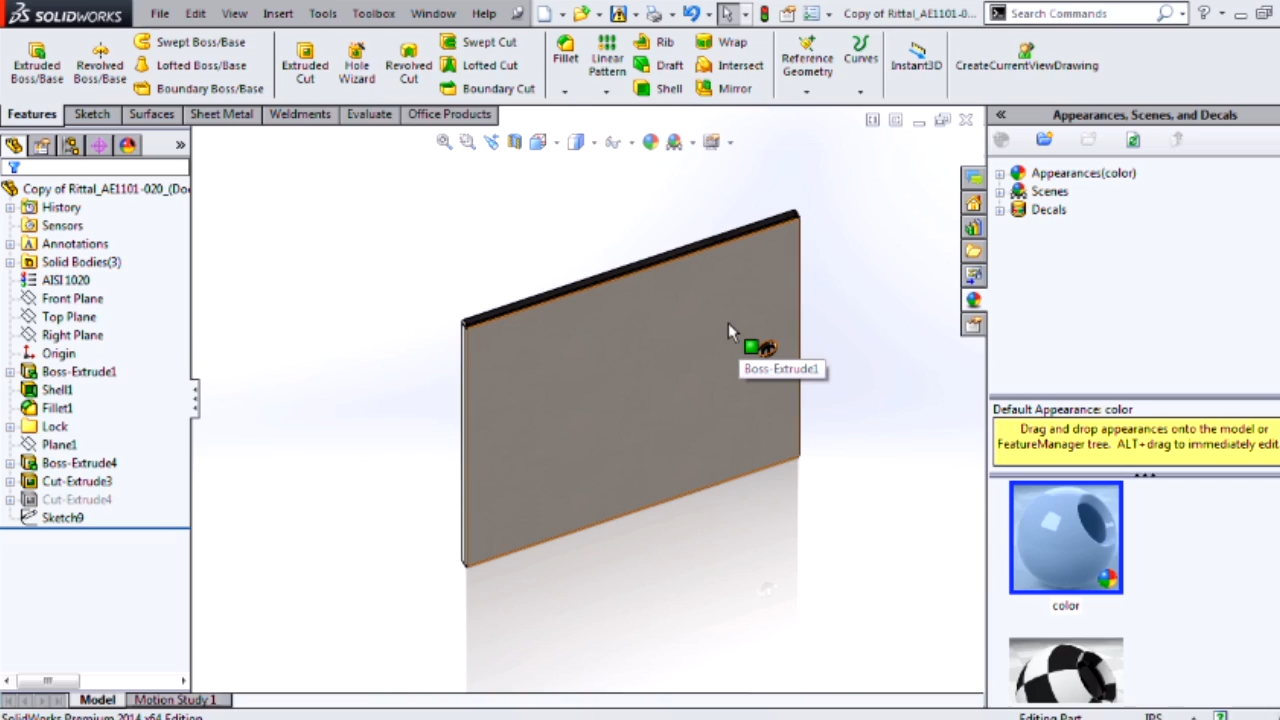 SOLIDWORKS File Edit View Insert Tools Toolbox Window Help Copy of Rittal_AE1101-0... Search Commands
Extruded Boss/Base
Revolved Boss/Base
Swept Boss/Base
Lofted Boss/Base
Boundary Boss/Base
Extruded Cut
Hole Wizard
Revolved Cut
Swept Cut
Lofted Cut
Boundary Cut
Fillet
Linear Pattern
Rib
Draft
Shell
Wrap
Intersect
Mirror
Reference Geometry
Curves
Instant3D
CreateCurrentViewDrawing
Features Sketch Surfaces Sheet Metal Weldments Evaluate Office Products
Copy of Rittal_AE1101-020_(Do
History
Sensors
Annotations
Solid Bodies(3)
AISI 1020
Front Plane
Top Plane
Right Plane
Origin
Boss-Extrude1
Shell1
Fillet1
Lock
Plane1
Boss-Extrude4
Cut-Extrude3
Cut-Extrude4
Sketch9
Boss-Extrude1
Appearances, Scenes, and Decals
Appearances(color)
Scenes
Decals
Default Appearance: color
Drag and drop appearances onto the model or
FeatureManager tree. ALT+drag to immediately edit
color
Model Motion Study 1
SolidWorks Premium 2014 x64 Edition Editing Part IPS